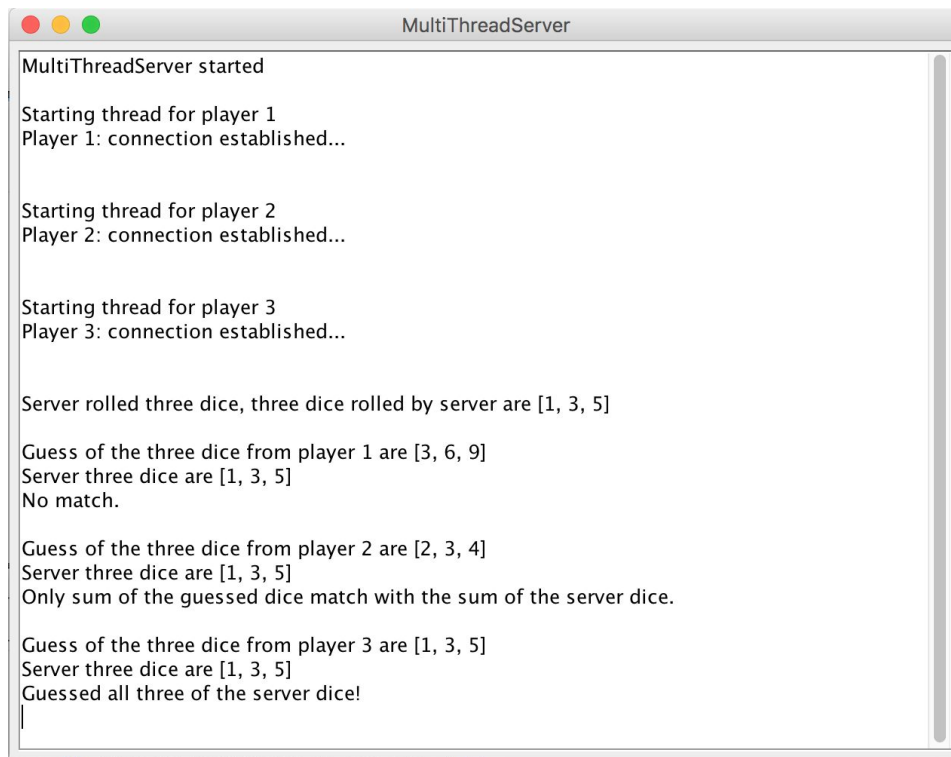 MultiThreadServer
MultiThreadServer started
Starting thread for player 1
Player 1: connection established...
Starting thread for player 2
Player 2: connection established...
Starting thread for player 3
Player 3: connection established...
Server rolled three dice, three dice rolled by server are [1, 3, 5]
Guess of the three dice from player 1 are [3, 6, 9]
Server three dice are [1, 3, 5]
No match.
Guess of the three dice from player 2 are [2, 3, 4]
Server three dice are [1, 3, 5]
Only sum of the guessed dice match with the sum of the server dice.
Guess of the three dice from player 3 are [1, 3, 5]
Server three dice are [1, 3, 5]
Guessed all three of the server dice!